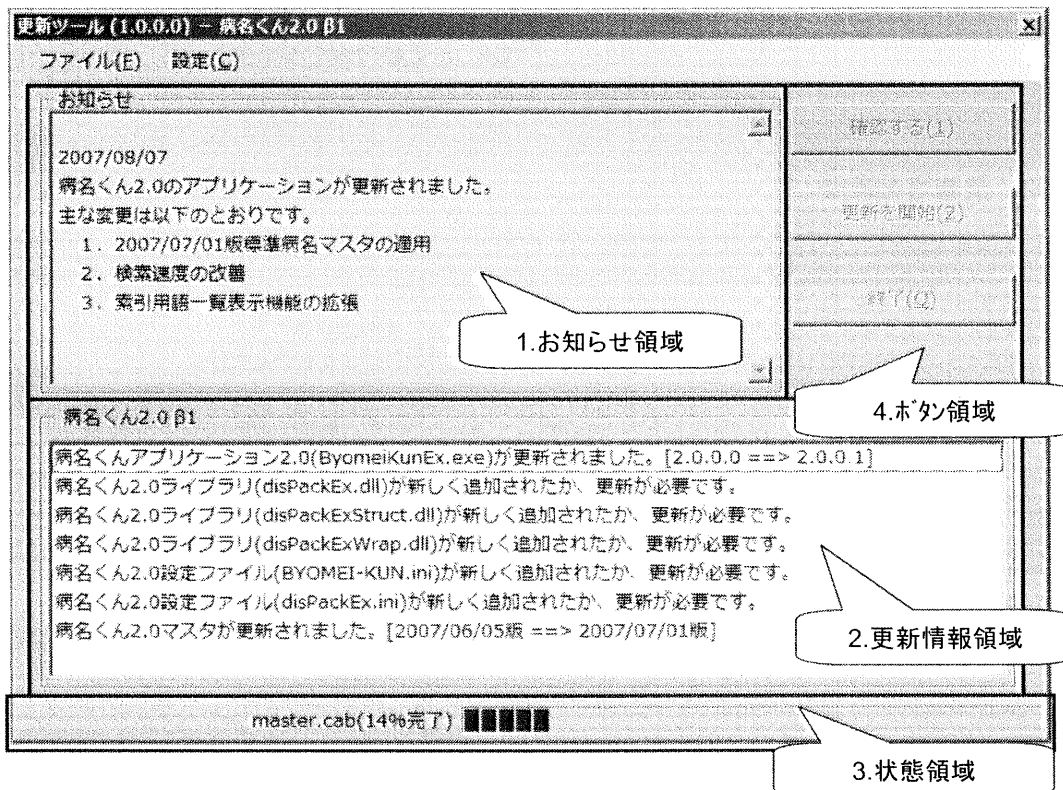 更新ツール (1.0.0.0) － 病名くん2.0 β1
ファイル(E) 設定(C)
お知らせ
2007/08/07
病名くん2.0のアプリケーションが更新されました。
主な変更は以下のとおりです。
1．2007/07/01版標準病名マスタの適用
2．検索速度の改善
3．索引用語一覧表示機能の拡張
1.お知らせ領域
確認する(1)
更新を開始(2)
終了(Q)
4.ボタン領域
病名くん2.0 β1
病名くんアプリケーション2.0(ByomeiKunEx.exe)が更新されました。[2.0.0.0 ==> 2.0.0.1]
病名くん2.0ライブラリ(disPackEx.dll)が新しく追加されたか、更新が必要です。
病名くん2.0ライブラリ(disPackExStruct.dll)が新しく追加されたか、更新が必要です。
病名くん2.0ライブラリ(disPackExWrap.dll)が新しく追加されたか、更新が必要です。
病名くん2.0設定ファイル(BYOMEI-KUN.ini)が新しく追加されたか、更新が必要です。
病名くん2.0設定ファイル(disPackEx.ini)が新しく追加されたか、更新が必要です。
病名くん2.0マスタが更新されました。[2007/06/05版 ==> 2007/07/01版]
2.更新情報領域
master.cab(14%完了)
3.状態領域